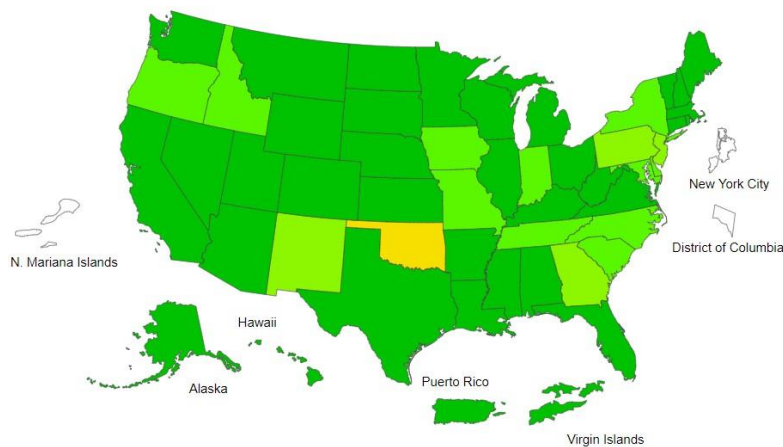 New York City
District of Columbia
N. Mariana Islands
Hawaii
Alaska
Puerto Rico
Virgin Islands